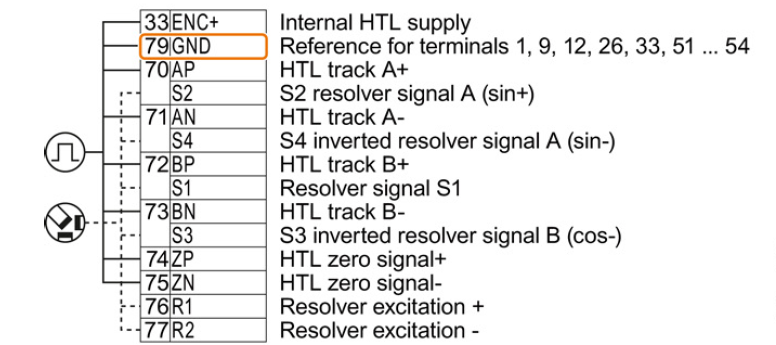 33 ENC+ Internal HTL supply
79 GND Reference for terminals 1, 9, 12, 26, 33, 51 ... 54
70 AP HTL track A+
S2 S2 resolver signal A (sin+)
71 AN HTL track A-
S4 S4 inverted resolver signal A (sin-)
72 BP HTL track B+
S1 Resolver signal S1
73 BN HTL track B-
S3 S3 inverted resolver signal B (cos-)
74 ZP HTL zero signal+
75 ZN HTL zero signal-
76 R1 Resolver excitation +
77 R2 Resolver excitation -